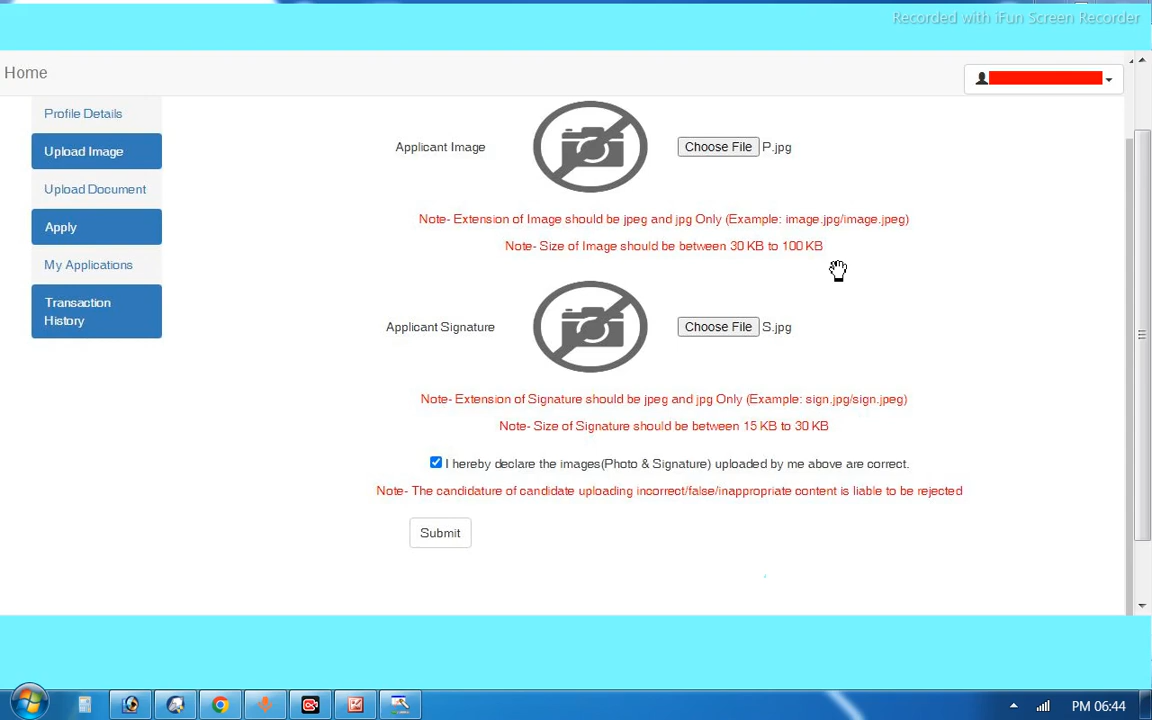 Recorded with iFun Screen Recorder
Home
Profile Details
Upload Image
Upload Document
Apply
My Applications
Transaction
History
Applicant Image
Choose File P.jpg
Note- Extension of Image should be jpeg and jpg Only (Example: image.jpg/image.jpeg)
Note- Size of Image should be between 30 KB to 100 KB
Applicant Signature
Choose File S.jpg
Note- Extension of Signature should be jpeg and jpg Only (Example: sign.jpg/sign.jpeg)
Note- Size of Signature should be between 15 KB to 30 KB
I hereby declare the images(Photo & Signature) uploaded by me above are correct.
Note- The candidature of candidate uploading incorrect/false/inappropriate content is liable to be rejected
Submit
PM 06:44